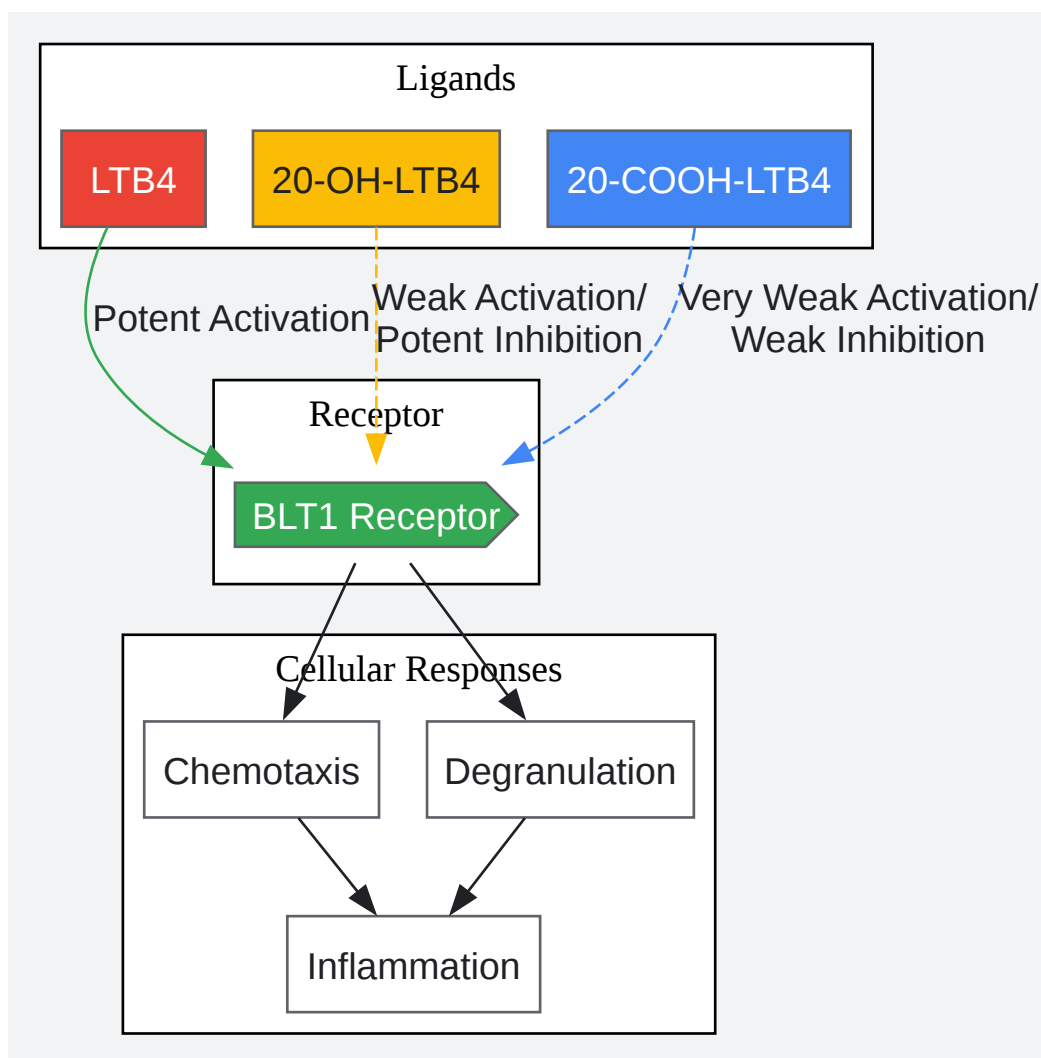 Ligands
LTB4
20-OH-LTB4
20-COOH-LTB4
Potent Activation
Weak Activation/
Potent Inhibition
Very Weak Activation/
Weak Inhibition
Receptor
BLT1 Receptor
Cellular Responses
Chemotaxis
Degranulation
Inflammation